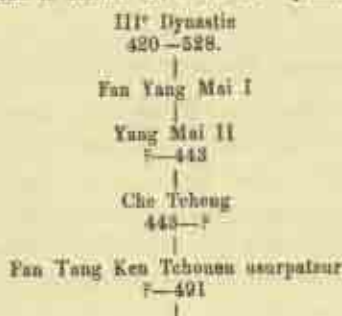 IIIe Dynastie
420—528.
Fan Yang Mai I
Yang Mai II
?—443
Che Tcheng
443—?
Fan Tang Ken Tchouen usurpateur
?—491